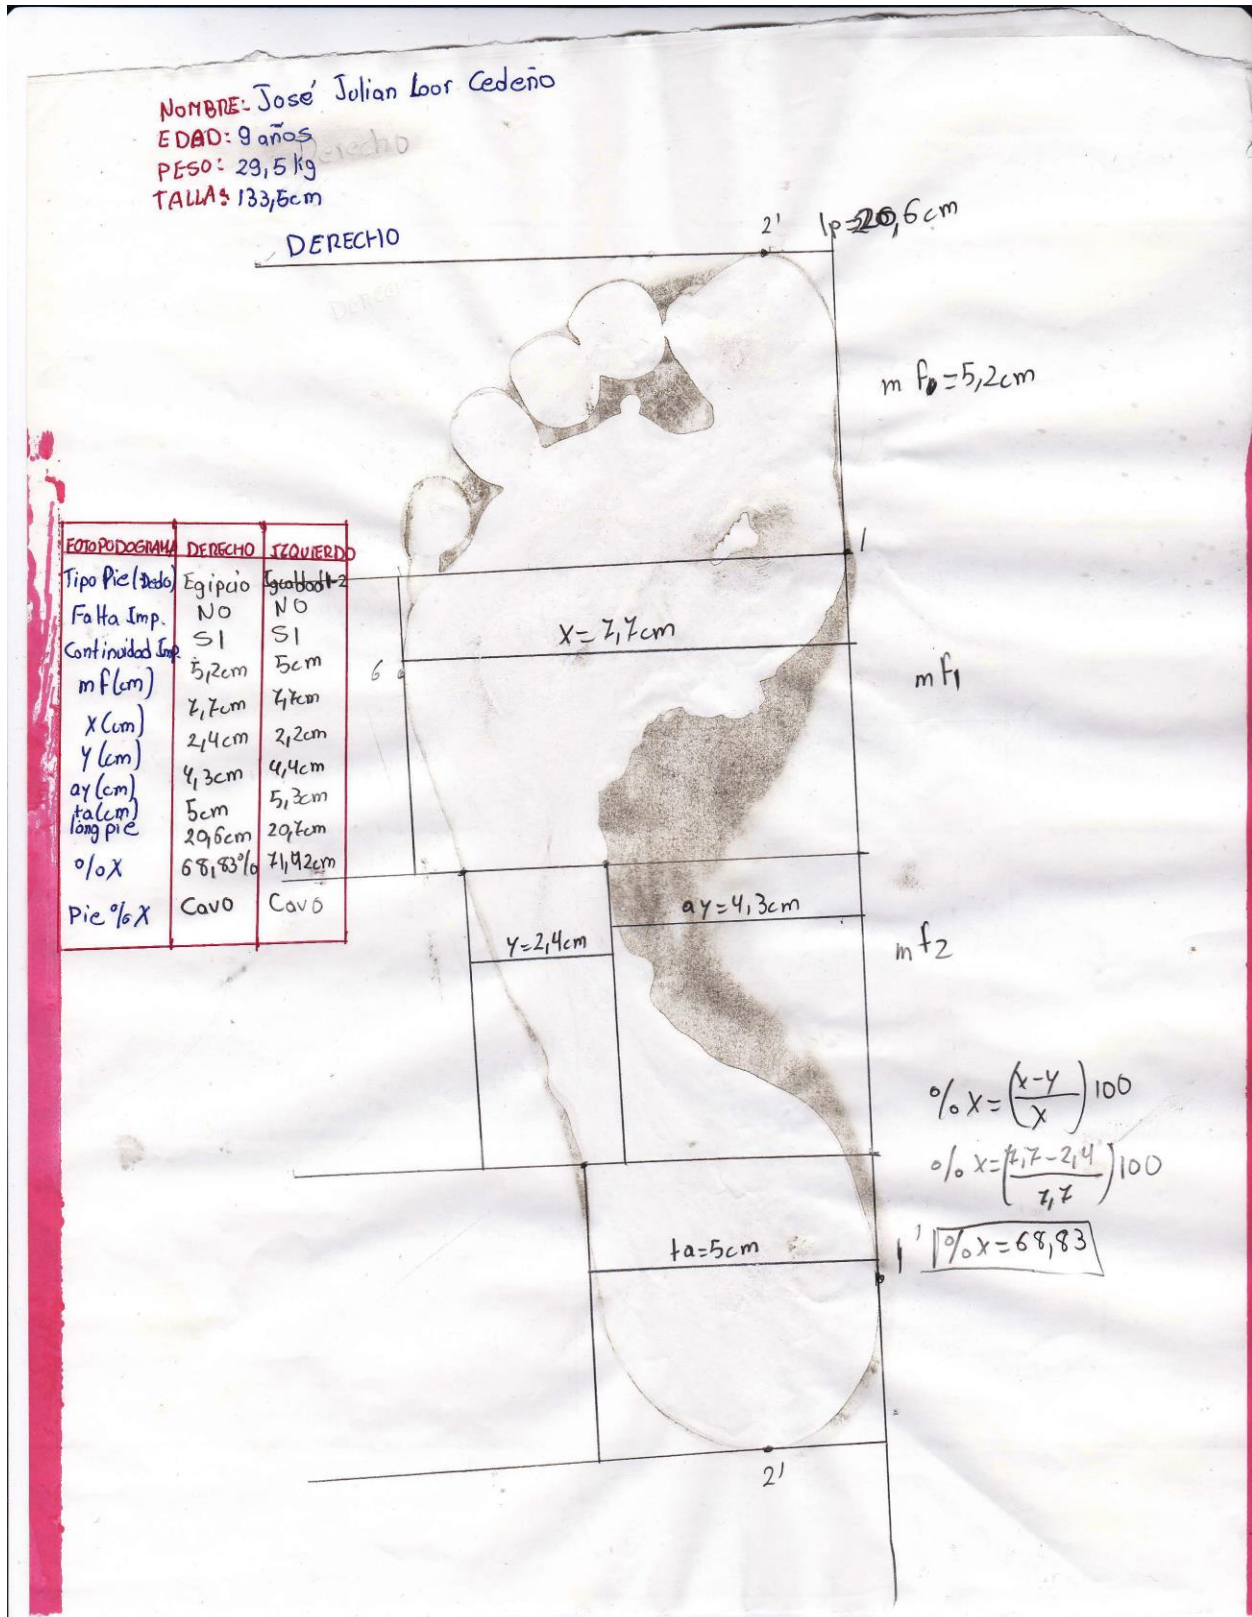 NOMBRE: José Julian Loor Cedeño
EDAD: 9 años
Derecho
PESO: 29,5 kg
TALLA: 133,5cm
DERECHO
2'
lp=20,6 cm
m f=5,2cm
1
FOTOPODOGRAMA DERECHO IZQUIERDO
Tipo Pie (Dedo) Egipcio
Falta Imp. NO NO
Continuidad Imp. SI SI
mf(cm) 5,2cm 5cm
X(cm) 7,7cm 7,7cm
Y (cm) 2,4cm 2,2cm
ay(cm) 4,3cm 4,4cm
ta(cm) 5cm 5,3cm
long pie 20,6cm 20,7cm
%X 68,83% 71,42cm
Pie %X Cavo Cavo
X=7,7cm
6
mf1
ay=4,3cm
y=2,4cm
mf2
%X=(x-y/x)100
%X=(7,7-2,4/7,7)100
%X=68,83
1'
ta=5cm
2'